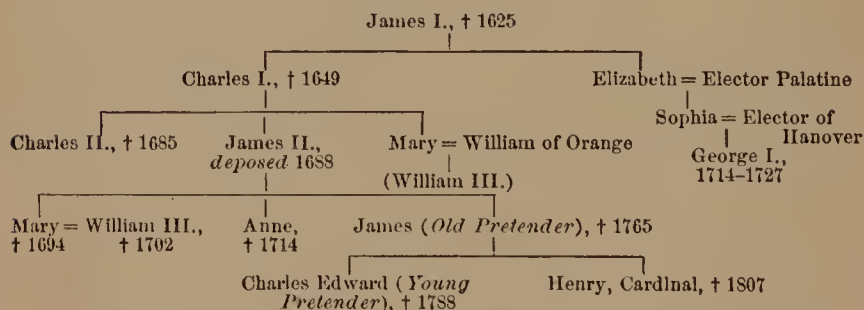 James I., † 1625
Charles I., † 1649 Elizabeth = Elector Palatine
Charles II., † 1685 James II., Mary = William of Orange Sophia = Elector of
deposed 1688 Hanover
(William III.) George I.,
1714–1727
Mary = William III., Anne, James (Old Pretender), † 1765
† 1694 † 1702 † 1714
Charles Edward (Young Henry, Cardinal, † 1807
Pretender), † 1788